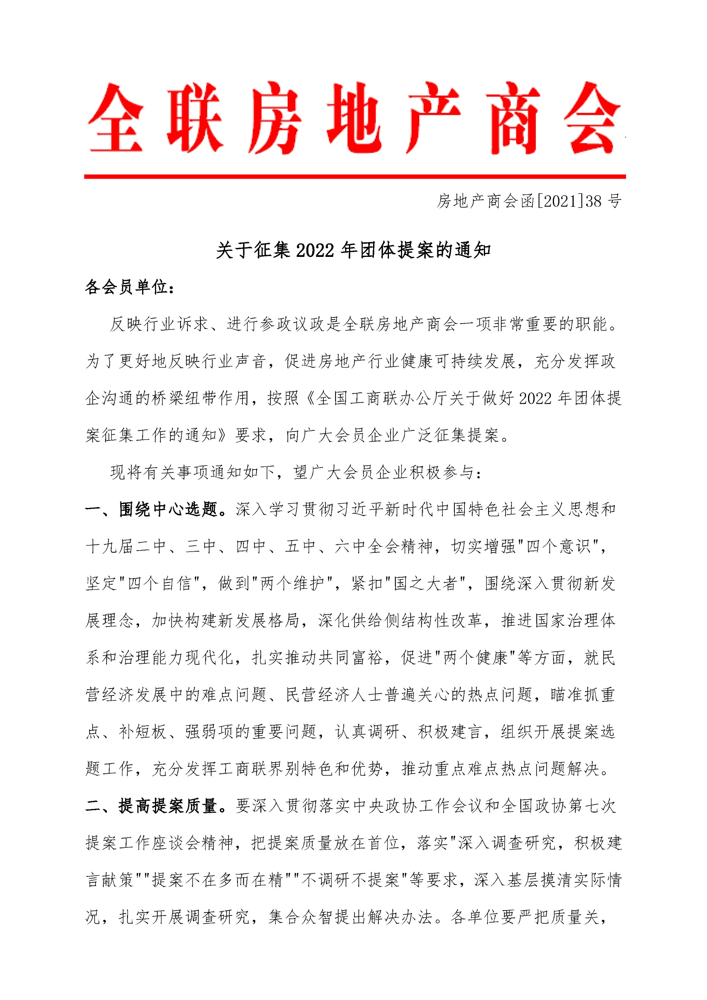 全联房地产商会
房地产商会函[2021]38 号
关于征集 2022 年团体提案的通知
各会员单位：
反映行业诉求、进行参政议政是全联房地产商会一项非常重要的职能。
为了更好地反映行业声音，促进房地产行业健康可持续发展，充分发挥政
企沟通的桥梁纽带作用，按照《全国工商联办公厅关于做好 2022 年团体提
案征集工作的通知》要求，向广大会员企业广泛征集提案。
现将有关事项通知如下，望广大会员企业积极参与：
一、围绕中心选题。深入学习贯彻习近平新时代中国特色社会主义思想和
十九届二中、三中、四中、五中、六中全会精神，切实增强"四个意识"，
坚定"四个自信"，做到"两个维护"，紧扣"国之大者"，围绕深入贯彻新发
展理念，加快构建新发展格局，深化供给侧结构性改革，推进国家治理体
系和治理能力现代化，扎实推动共同富裕，促进"两个健康"等方面，就民
营经济发展中的难点问题、民营经济人士普遍关心的热点问题，瞄准抓重
点、补短板、强弱项的重要问题，认真调研、积极建言，组织开展提案选
题工作，充分发挥工商联界别特色和优势，推动重点难点热点问题解决。
二、提高提案质量。要深入贯彻落实中央政协工作会议和全国政协第七次
提案工作座谈会精神，把提案质量放在首位，落实"深入调查研究，积极建
言献策""提案不在多而在精""不调研不提案"等要求，深入基层摸清实际情
况，扎实开展调查研究，集合众智提出解决办法。各单位要严把质量关，